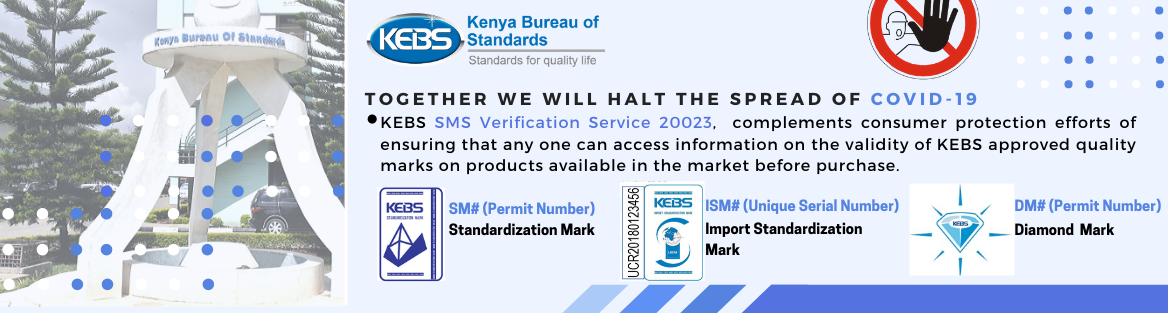 Kenya Bureau Of Standards
KEBS
Kenya Bureau of
Standards
Standards for quality life
TOGETHER WE WILL HALT THE SPREAD OF COVID-19
KEBS SMS Verification Service 20023, complements consumer protection efforts of
ensuring that any one can access information on the validity of KEBS approved quality
marks on products available in the market before purchase.
KEBS
STANDARDIZATION MARK
SM# (Permit Number)
Standardization Mark
UCR20180123456
KEBS
IMPORT STANDARDIZATION MARK
ISM# (Unique Serial Number)
Import Standardization
Mark
KEBS
DM# (Permit Number)
Diamond Mark